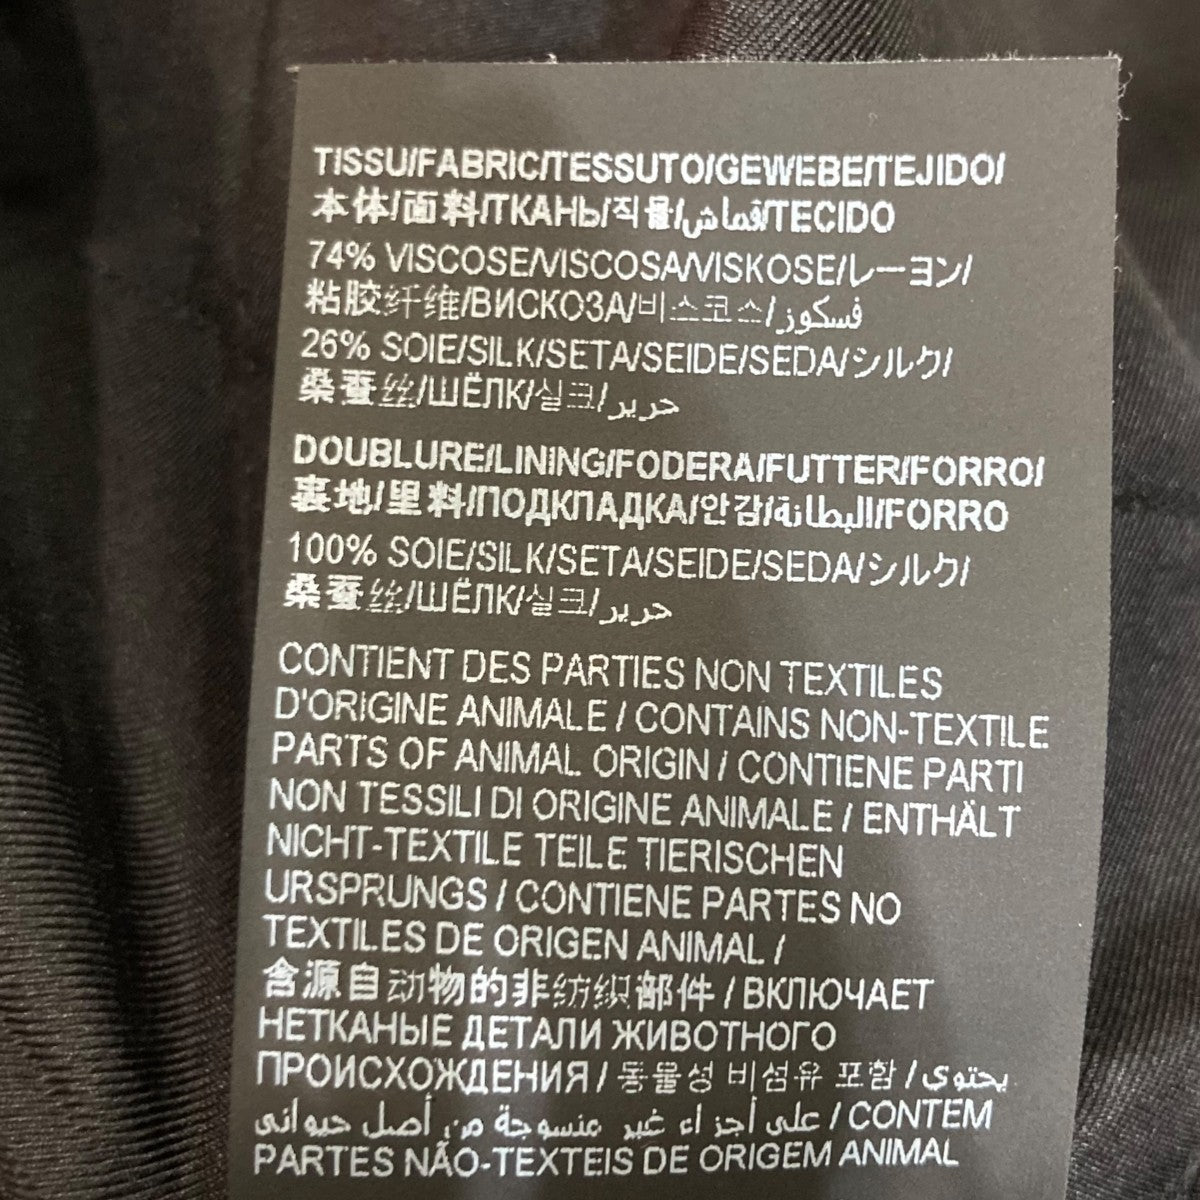 TISSU/FABRIC/TESSUTO/GEWEBE/TEJIDO/
本体/面料/ТКАНЬ/직물/قماش/TECIDO
74% VISCOSE/VISCOSA/VISKOSE/レーヨン/
粘胶纤维/ВИСКОЗА/비스코스/فسكوز
26% SOIE/SILK/SETA/SEIDE/SEDA/シルク/
桑蚕丝/ШЁЛК/실크/حرير
DOUBLURE/LINING/FODERA/FUTTER/FORRO/
裏地/里料/ПОДКЛАДКА/안감/البطانة/FORRO
100% SOIE/SILK/SETA/SEIDE/SEDA/シルク/
桑蚕丝/ШЁЛК/실크/حرير
CONTIENT DES PARTIES NON TEXTILES
D'ORIGINE ANIMALE / CONTAINS NON-TEXTILE
PARTS OF ANIMAL ORIGIN / CONTIENE PARTI
NON TESSILI DI ORIGINE ANIMALE / ENTHÄLT
NICHT-TEXTILE TEILE TIERISCHEN
URSPRUNGS / CONTIENE PARTES NO
TEXTILES DE ORIGEN ANIMAL /
含源自动物的非纺织部件 / ВКЛЮЧАЕТ
НЕТКАНЫЕ ДЕТАЛИ ЖИВОТНОГО
ПРОИСХОЖДЕНИЯ / 동물성 비섬유 포함 / يحتوي
على أجزاء غير منسوجة من أصل حيواني / CONTEM
PARTES NÃO-TEXTEIS DE ORIGEM ANIMAL